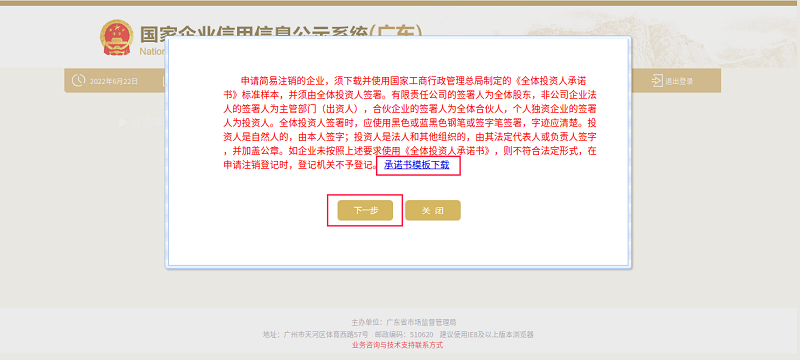 国家企业信用信息公示系统(广东)
Nation
2022年6月22日
退出登录
申请简易注销的企业，须下载并使用国家工商行政管理总局制定的《全体投资人承诺
书》标准样本，并须由全体投资人签署。有限责任公司的签署人为全体股东，非公司企业法
人的签署人为主管部门（出资人），合伙企业的签署人为全体合伙人，个人独资企业的签署
人为投资人。全体投资人签署时，应使用黑色或蓝黑色钢笔或签字笔签署，字迹应清楚。投
资人是自然人的，由本人签字；投资人是法人和其他组织的，由其法定代表人或负责人签字
，并加盖公章。如企业未按照上述要求使用《全体投资人承诺书》，则不符合法定形式，在
申请注销登记时，登记机关不予登记。 承诺书模板下载
下一步 关 闭
主办单位：广东省市场监督管理局
地址：广州市天河区体育西路57号 邮政编码：510620 建议使用IE8及以上版本浏览器
业务咨询与技术支持联系方式